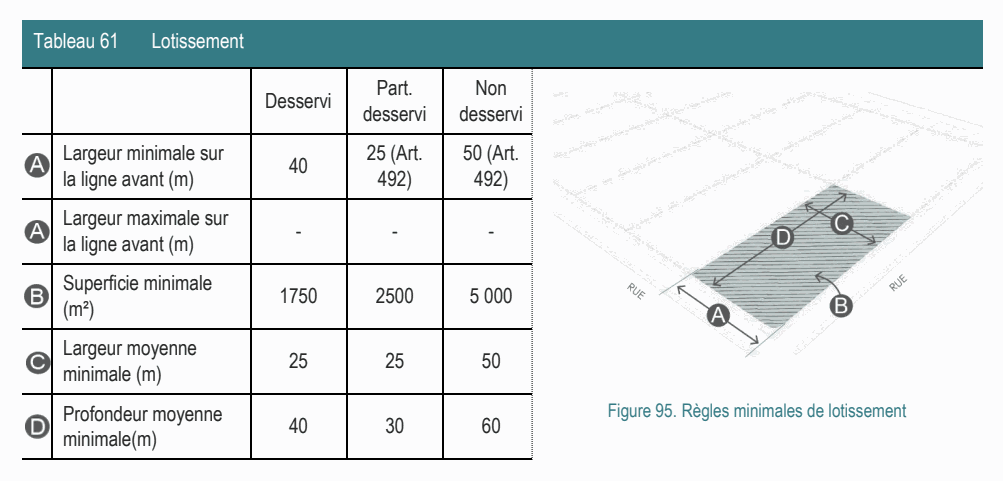 Tableau 61 Lotissement
Desservi
Part.
desservi
Non
desservi
A
Largeur minimale sur
la ligne avant (m)
40
25 (Art.
492)
50 (Art.
492)
A
Largeur maximale sur
la ligne avant (m)
-
-
-
B
Superficie minimale
(m²)
1750
2500
5 000
C
Largeur moyenne
minimale (m)
25
25
50
D
Profondeur moyenne
minimale(m)
40
30
60
C
D
RUE
RUE
A
B
Figure 95. Règles minimales de lotissement